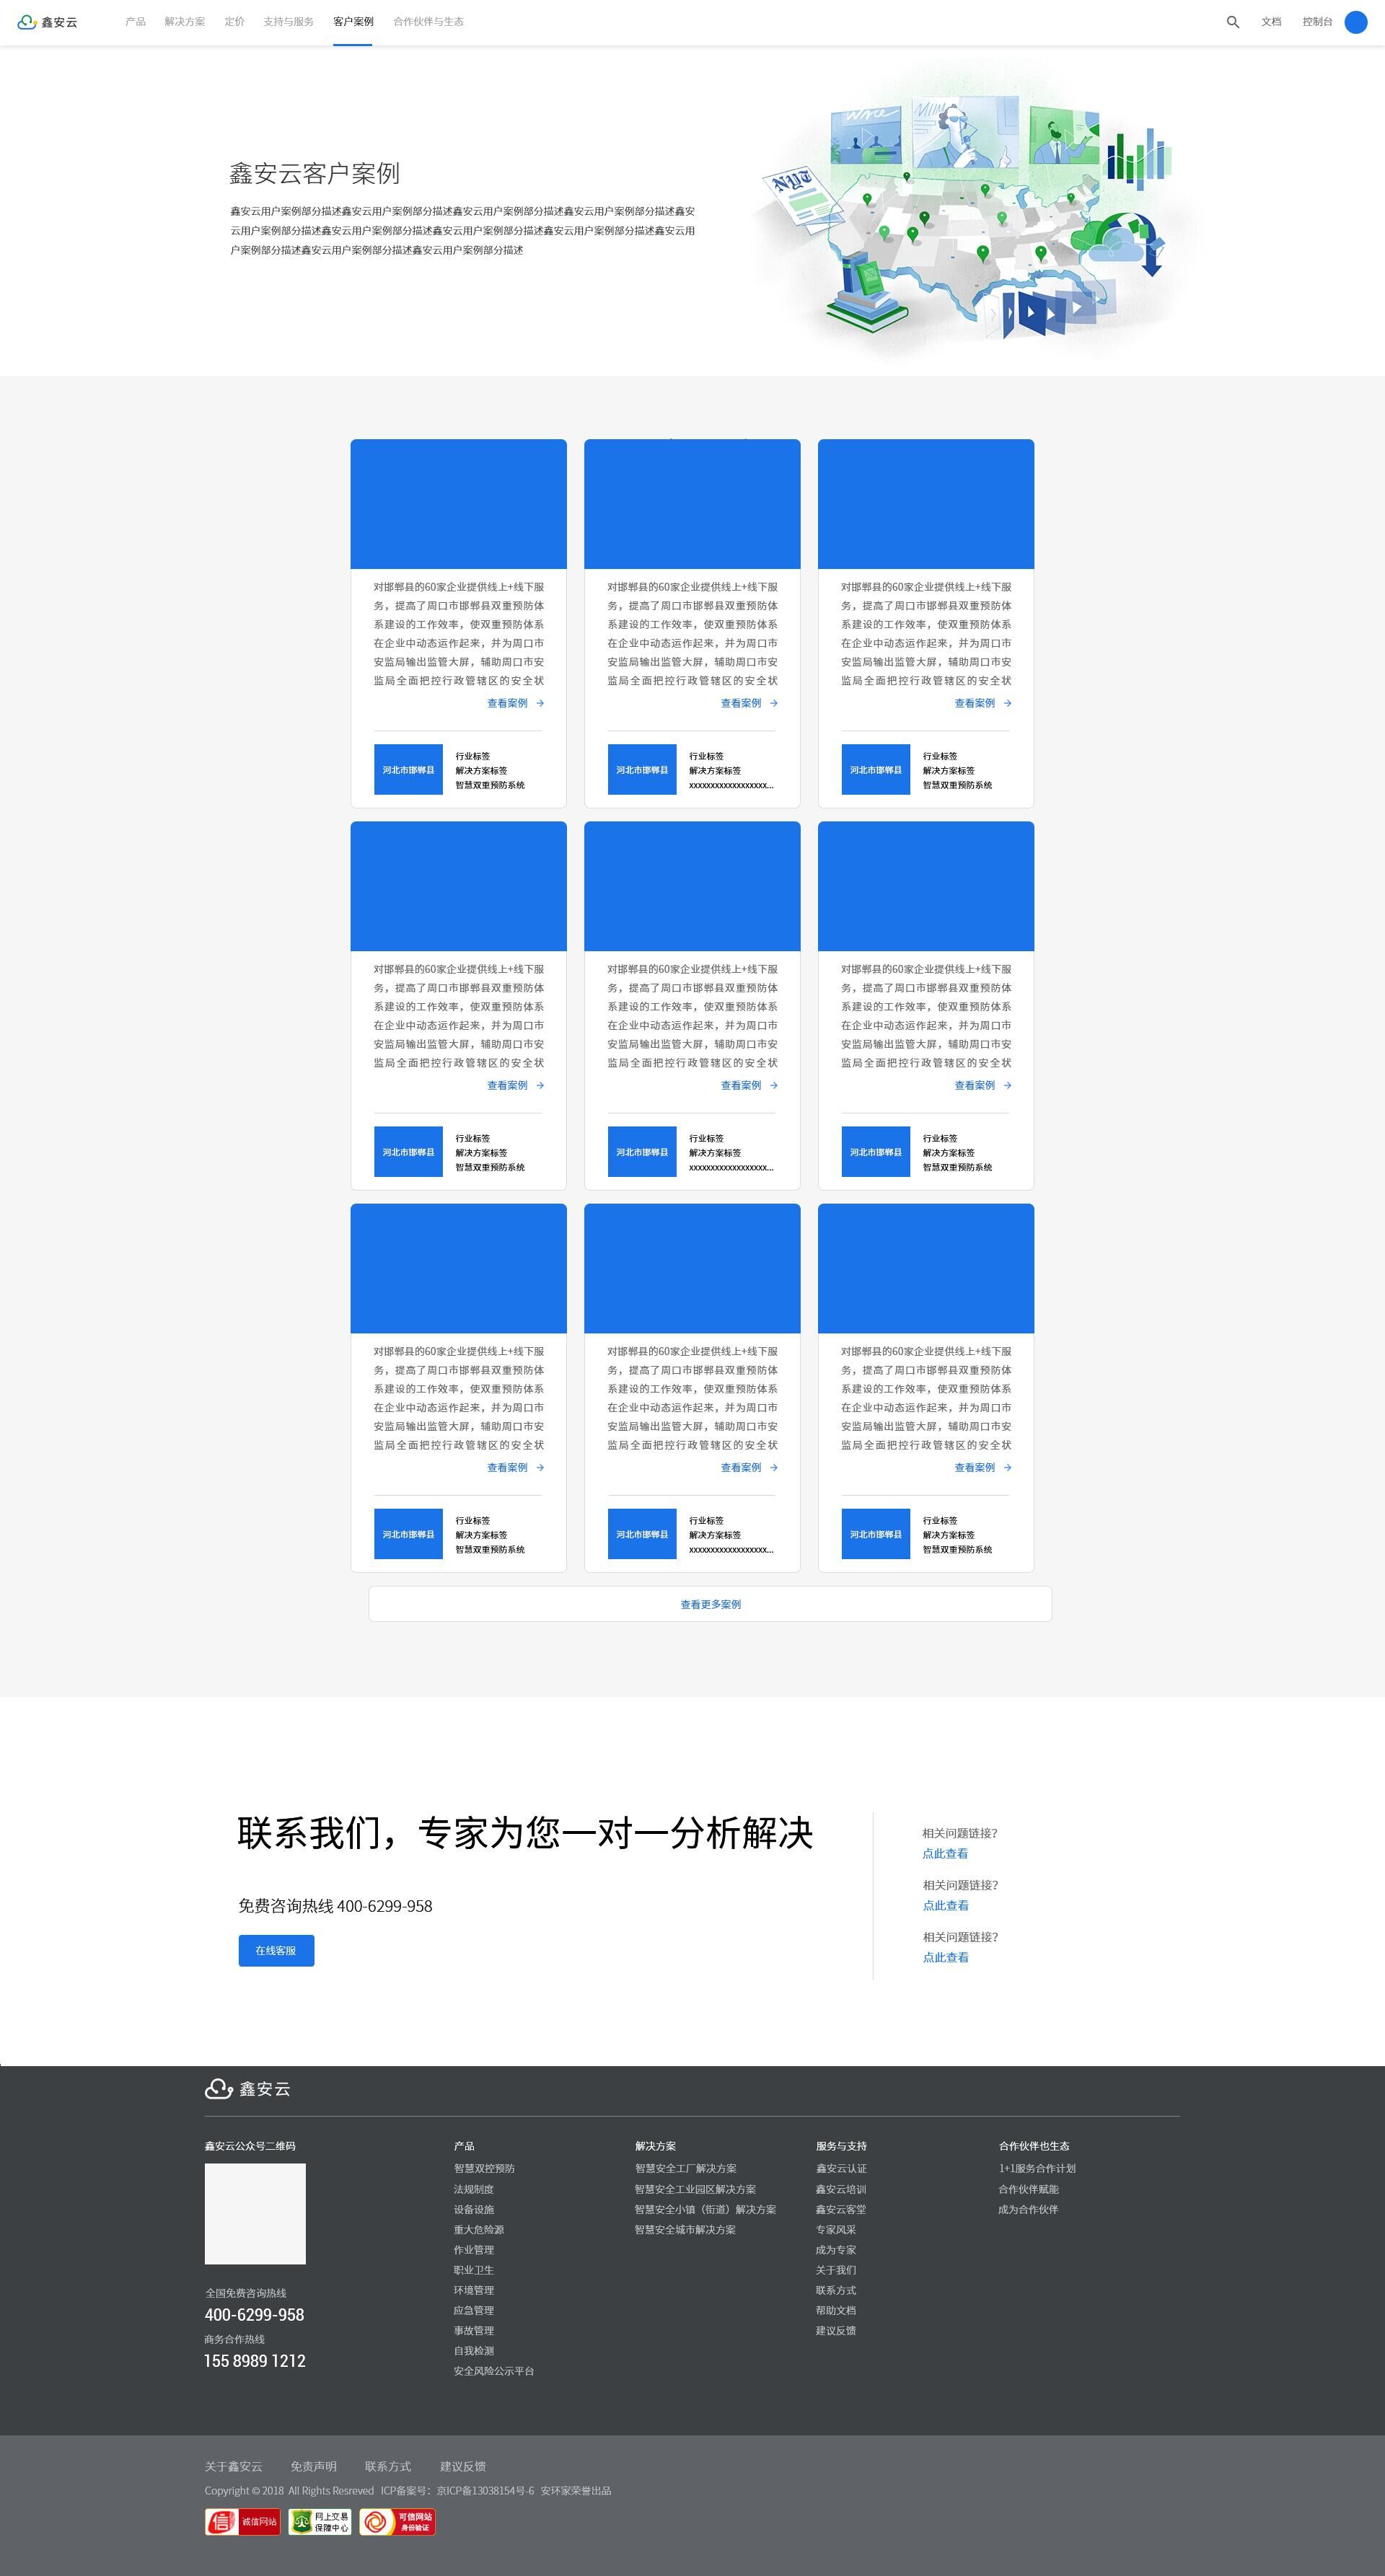 鑫安云
产品 解决方案 定价 支持与服务 客户案例 合作伙伴与生态 文档 控制台
鑫安云客户案例
鑫安云用户案例部分描述鑫安云用户案例部分描述鑫安云用户案例部分描述鑫安云用户案例部分描述鑫安
云用户案例部分描述鑫安云用户案例部分描述鑫安云用户案例部分描述鑫安云用户案例部分描述鑫安云用
户案例部分描述鑫安云用户案例部分描述鑫安云用户案例部分描述
NYT
对邯郸县的60家企业提供线上+线下服
务，提高了周口市邯郸县双重预防体
系建设的工作效率，使双重预防体系
在企业中动态运作起来，并为周口市
安监局输出监管大屏，辅助周口市安
监局全面把控行政管辖区的安全状
查看案例
河北市邯郸县
行业标签
解决方案标签
智慧双重预防系统
对邯郸县的60家企业提供线上+线下服
务，提高了周口市邯郸县双重预防体
系建设的工作效率，使双重预防体系
在企业中动态运作起来，并为周口市
安监局输出监管大屏，辅助周口市安
监局全面把控行政管辖区的安全状
查看案例
河北市邯郸县
行业标签
解决方案标签
xxxxxxxxxxxxxxxxxx...
对邯郸县的60家企业提供线上+线下服
务，提高了周口市邯郸县双重预防体
系建设的工作效率，使双重预防体系
在企业中动态运作起来，并为周口市
安监局输出监管大屏，辅助周口市安
监局全面把控行政管辖区的安全状
查看案例
河北市邯郸县
行业标签
解决方案标签
智慧双重预防系统
对邯郸县的60家企业提供线上+线下服
务，提高了周口市邯郸县双重预防体
系建设的工作效率，使双重预防体系
在企业中动态运作起来，并为周口市
安监局输出监管大屏，辅助周口市安
监局全面把控行政管辖区的安全状
查看案例
河北市邯郸县
行业标签
解决方案标签
智慧双重预防系统
对邯郸县的60家企业提供线上+线下服
务，提高了周口市邯郸县双重预防体
系建设的工作效率，使双重预防体系
在企业中动态运作起来，并为周口市
安监局输出监管大屏，辅助周口市安
监局全面把控行政管辖区的安全状
查看案例
河北市邯郸县
行业标签
解决方案标签
xxxxxxxxxxxxxxxxxx...
对邯郸县的60家企业提供线上+线下服
务，提高了周口市邯郸县双重预防体
系建设的工作效率，使双重预防体系
在企业中动态运作起来，并为周口市
安监局输出监管大屏，辅助周口市安
监局全面把控行政管辖区的安全状
查看案例
河北市邯郸县
行业标签
解决方案标签
智慧双重预防系统
对邯郸县的60家企业提供线上+线下服
务，提高了周口市邯郸县双重预防体
系建设的工作效率，使双重预防体系
在企业中动态运作起来，并为周口市
安监局输出监管大屏，辅助周口市安
监局全面把控行政管辖区的安全状
查看案例
河北市邯郸县
行业标签
解决方案标签
智慧双重预防系统
对邯郸县的60家企业提供线上+线下服
务，提高了周口市邯郸县双重预防体
系建设的工作效率，使双重预防体系
在企业中动态运作起来，并为周口市
安监局输出监管大屏，辅助周口市安
监局全面把控行政管辖区的安全状
查看案例
河北市邯郸县
行业标签
解决方案标签
xxxxxxxxxxxxxxxxxx...
对邯郸县的60家企业提供线上+线下服
务，提高了周口市邯郸县双重预防体
系建设的工作效率，使双重预防体系
在企业中动态运作起来，并为周口市
安监局输出监管大屏，辅助周口市安
监局全面把控行政管辖区的安全状
查看案例
河北市邯郸县
行业标签
解决方案标签
智慧双重预防系统
查看更多案例
联系我们，专家为您一对一分析解决
免费咨询热线 400-6299-958
在线客服
相关问题链接？
点此查看
相关问题链接？
点此查看
相关问题链接？
点此查看
鑫安云
鑫安云公众号二维码
全国免费咨询热线
400-6299-958
商务合作热线
155 8989 1212
产品
智慧双控预防
法规制度
设备设施
重大危险源
作业管理
职业卫生
环境管理
应急管理
事故管理
自我检测
安全风险公示平台
解决方案
智慧安全工厂解决方案
智慧安全工业园区解决方案
智慧安全小镇（街道）解决方案
智慧安全城市解决方案
服务与支持
鑫安云认证
鑫安云培训
鑫安云客堂
专家风采
成为专家
关于我们
联系方式
帮助文档
建议反馈
合作伙伴也生态
1+1服务合作计划
合作伙伴赋能
成为合作伙伴
关于鑫安云 免责声明 联系方式 建议反馈
Copyright © 2018 All Rights Resreved ICP备案号：京ICP备13038154号-6 安环家荣誉出品
信 诚信网站
网上交易
保障中心
可信网站
身份验证